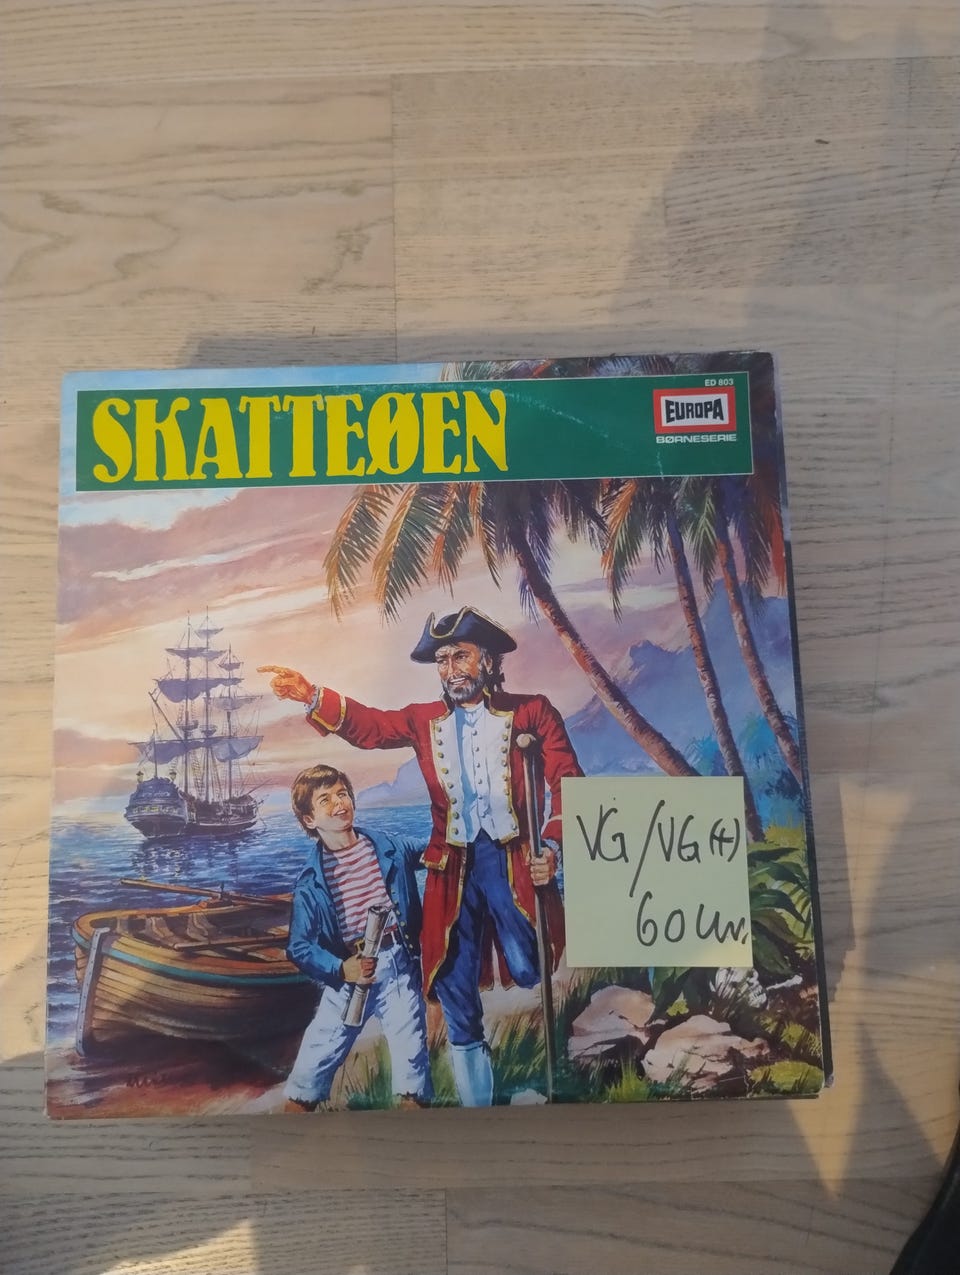 SKATTEØEN
ED 803
EUROPA
BØRNESERIE
VG/VG(+)
60 kr.